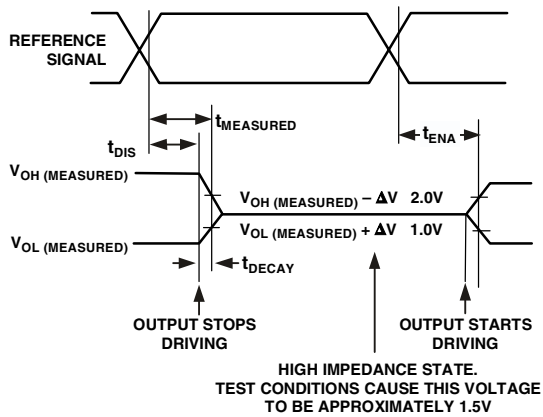 REFERENCE
SIGNAL
tMEASURED
tDIS
tENA
VOH (MEASURED)
VOH (MEASURED) – ΔV 2.0V
VOL (MEASURED)
VOL (MEASURED) + ΔV 1.0V
tDECAY
OUTPUT STOPS
DRIVING
OUTPUT STARTS
DRIVING
HIGH IMPEDANCE STATE.
TEST CONDITIONS CAUSE THIS VOLTAGE
TO BE APPROXIMATELY 1.5V